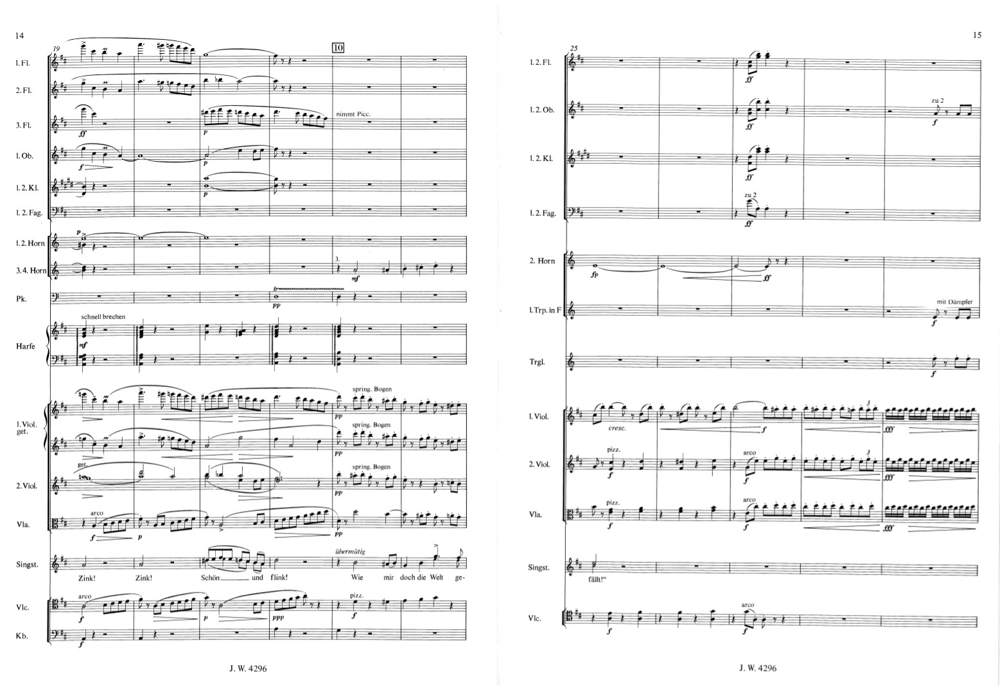 14
19
10
1. Fl.
2. Fl.
3. Fl.
ff
p
nimmt Picc.
1. Ob.
f
p
1. 2. Kl.
p
1. 2. Fag.
p
1. 2. Horn
3. 4. Horn
3.
mf
Pk.
tr
pp
schnell brechen
Harfe
mf
spring. Bogen
1. Viol.
get.
pp
spring. Bogen
pp
get.
spring. Bogen
2. Viol.
pp
arco
Vla.
f
p
pp
übermütig
Singst.
Zink! Zink! Schön und flink! Wie mir doch die Welt ge-
arco
pizz.
Vlc.
f
p
ppp
f
Kb.
f
J. W. 4296
15
25
1. 2. Fl.
ff
zu 2
1. 2. Ob.
ff
f
1. 2. Kl.
ff
zu 2
1. 2. Fag.
ff
2. Horn
fp
ff
mit Dämpfer
1. Trp. in F
f
Trgl.
f
1. Viol.
3
cresc.
f
fff
pizz.
arco
3
2. Viol.
f
f
fff
pizz.
arco
Vla.
f
f
fff
Singst.
fällt!“
arco
Vlc.
f
f
J. W. 4296